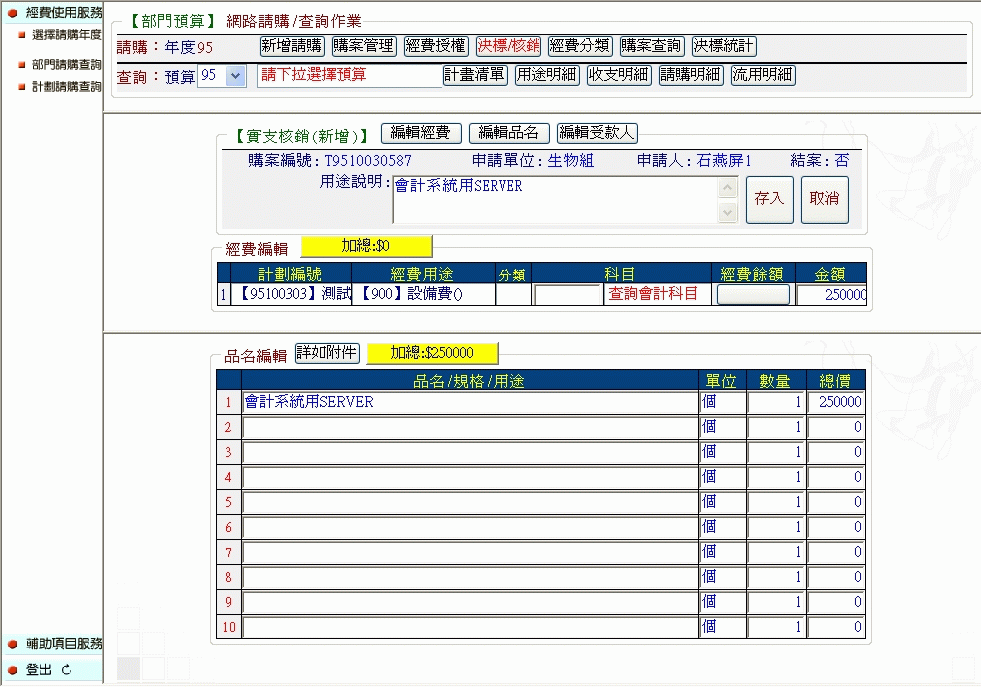 經費使用服務
選擇請購年度
部門請購查詢
計劃請購查詢
【部門預算】 網路請購/查詢作業
請購：年度95 新增請購 購案管理 經費授權 決標/核銷 經費分類 購案查詢 決標統計
查詢：預算 95 請下拉選擇預算 計畫清單 用途明細 收支明細 請購明細 流用明細
【實支核銷(新增)】 編輯經費 編輯品名 編輯受款人
購案編號：T9510030587 申請單位：生物組 申請人：石燕屏1 結案：否
用途說明： 會計系統用SERVER 存入 取消
經費編輯 加總:$0
計劃編號 經費用途 分類 科目 經費餘額 金額
1 【95100303】測試 【900】設備費() 查詢會計科目 250000
品名編輯 詳如附件 加總:$250000
品名/規格/用途 單位 數量 總價
1 會計系統用SERVER 個 1 250000
2 個 1 0
3 個 1 0
4 個 1 0
5 個 1 0
6 個 1 0
7 個 1 0
8 個 1 0
9 個 1 0
10 個 1 0
輔助項目服務
登出